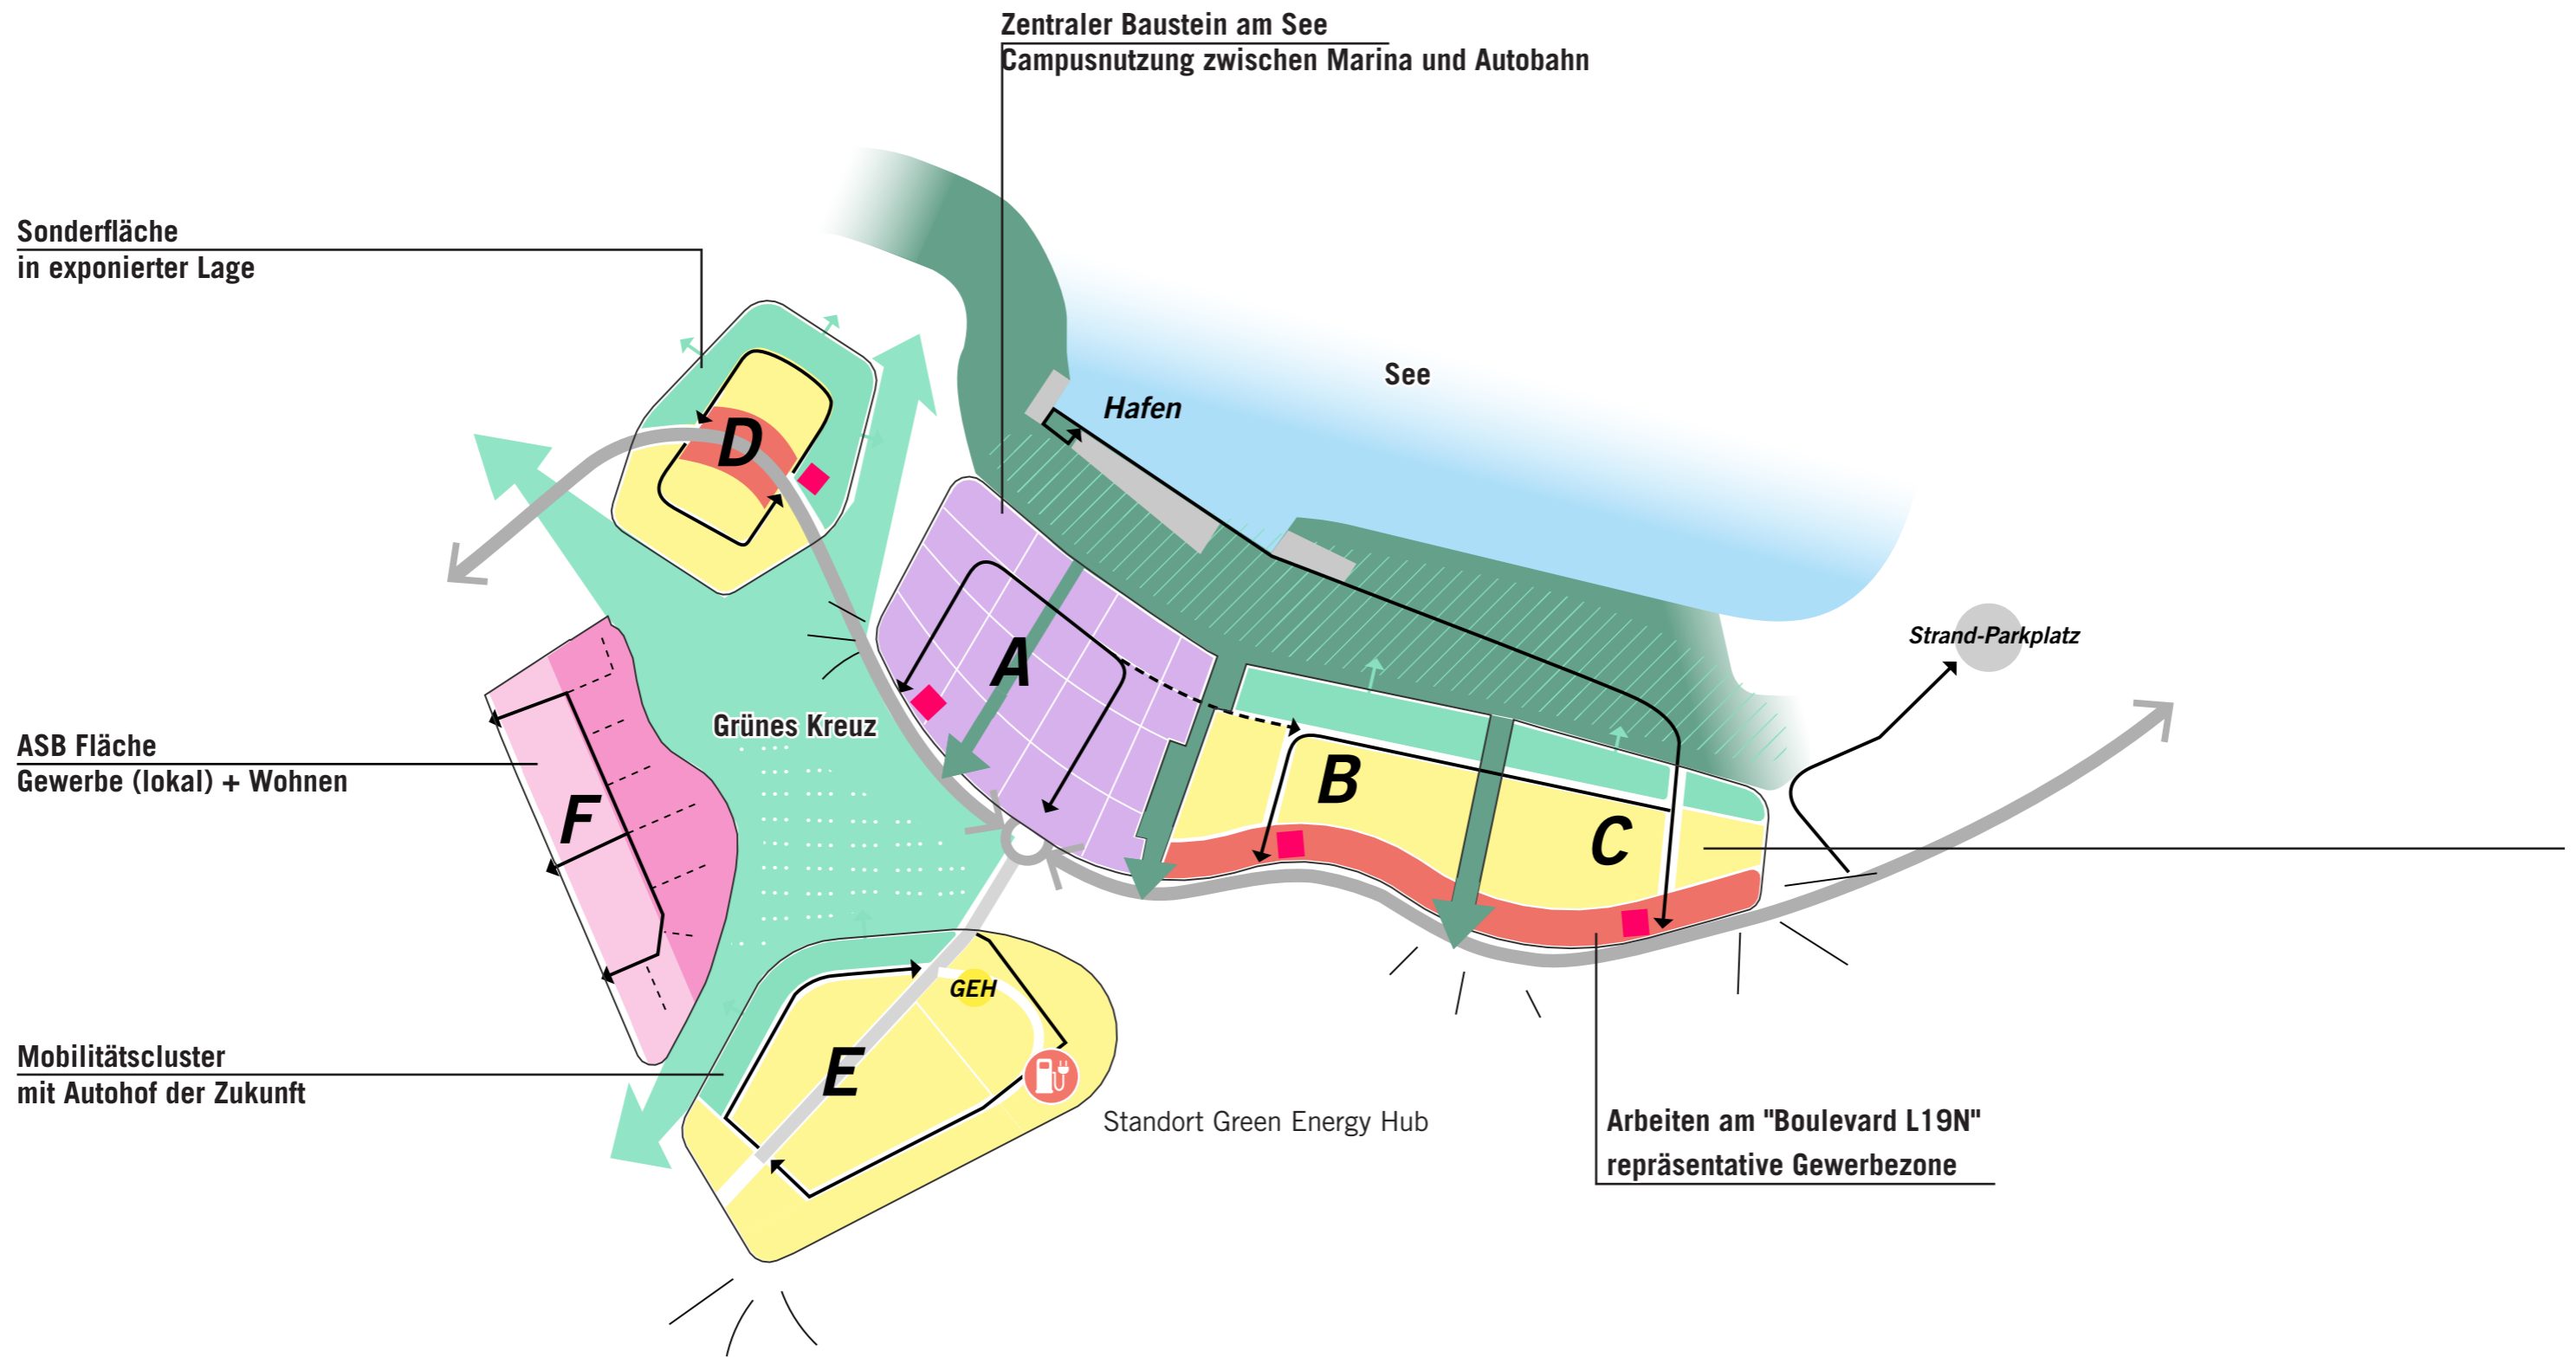 Zentraler Baustein am See
Campusnutzung zwischen Marina und Autobahn
Sonderfläche
in exponierter Lage
See
Hafen
D
Strand-Parkplatz
A
Grünes Kreuz
ASB Fläche
Gewerbe (lokal) + Wohnen
B
F
C
GEH
Mobilitätscluster
mit Autohof der Zukunft
E
Standort Green Energy Hub
Arbeiten am "Boulevard L19N"
repräsentative Gewerbezone